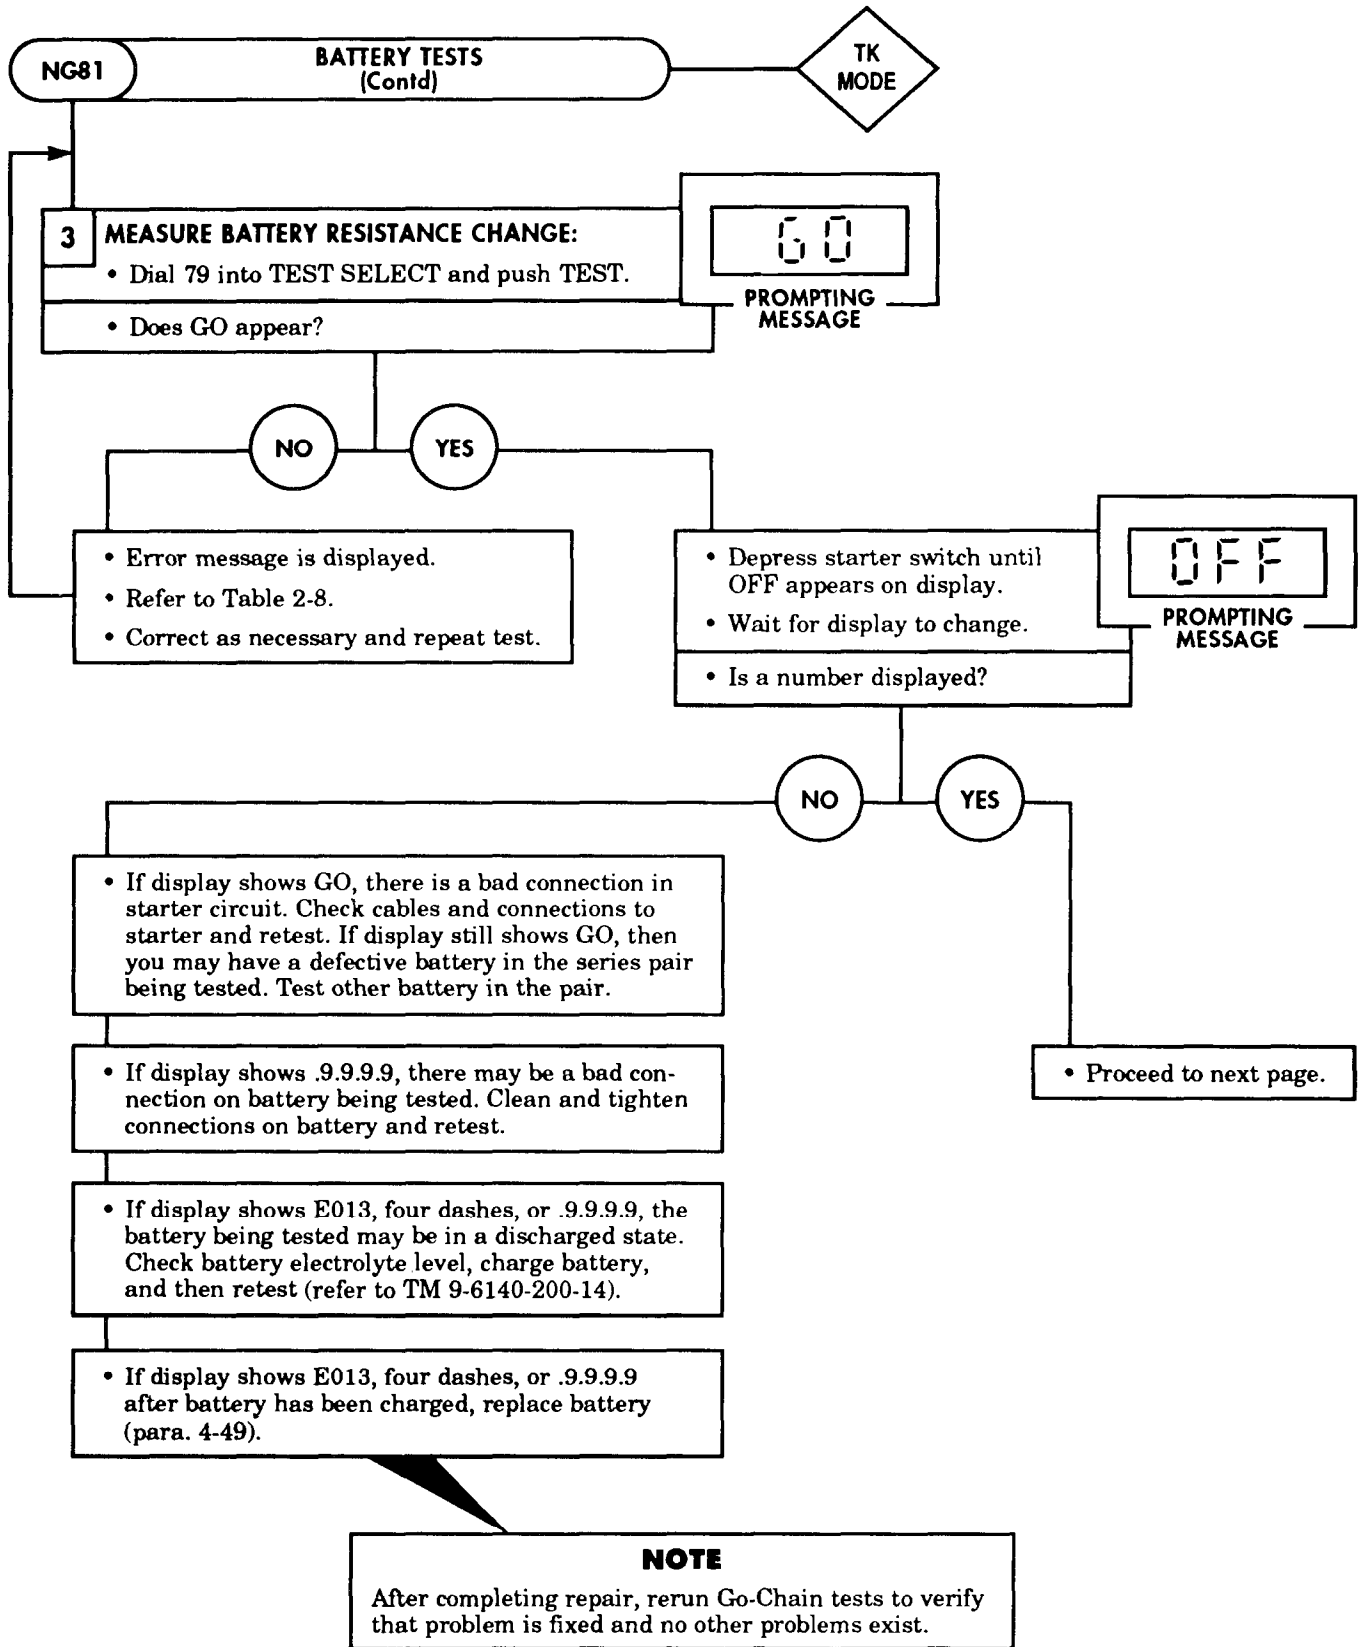 NG81
BATTERY TESTS
(Contd)
TK
MODE
3
MEASURE BATTERY RESISTANCE CHANGE:
• Dial 79 into TEST SELECT and push TEST.
• Does GO appear?
GO
PROMPTING
MESSAGE
NO
YES
• Error message is displayed.
• Refer to Table 2-8.
• Correct as necessary and repeat test.
• Depress starter switch until
OFF appears on display.
• Wait for display to change.
• Is a number displayed?
OFF
PROMPTING
MESSAGE
NO
YES
• If display shows GO, there is a bad connection in
starter circuit. Check cables and connections to
starter and retest. If display still shows GO, then
you may have a defective battery in the series pair
being tested. Test other battery in the pair.
• If display shows .9.9.9.9, there may be a bad con-
nection on battery being tested. Clean and tighten
connections on battery and retest.
• If display shows E013, four dashes, or .9.9.9.9, the
battery being tested may be in a discharged state.
Check battery electrolyte level, charge battery,
and then retest (refer to TM 9-6140-200-14).
• If display shows E013, four dashes, or .9.9.9.9
after battery has been charged, replace battery
(para. 4-49).
• Proceed to next page.
NOTE
After completing repair, rerun Go-Chain tests to verify
that problem is fixed and no other problems exist.